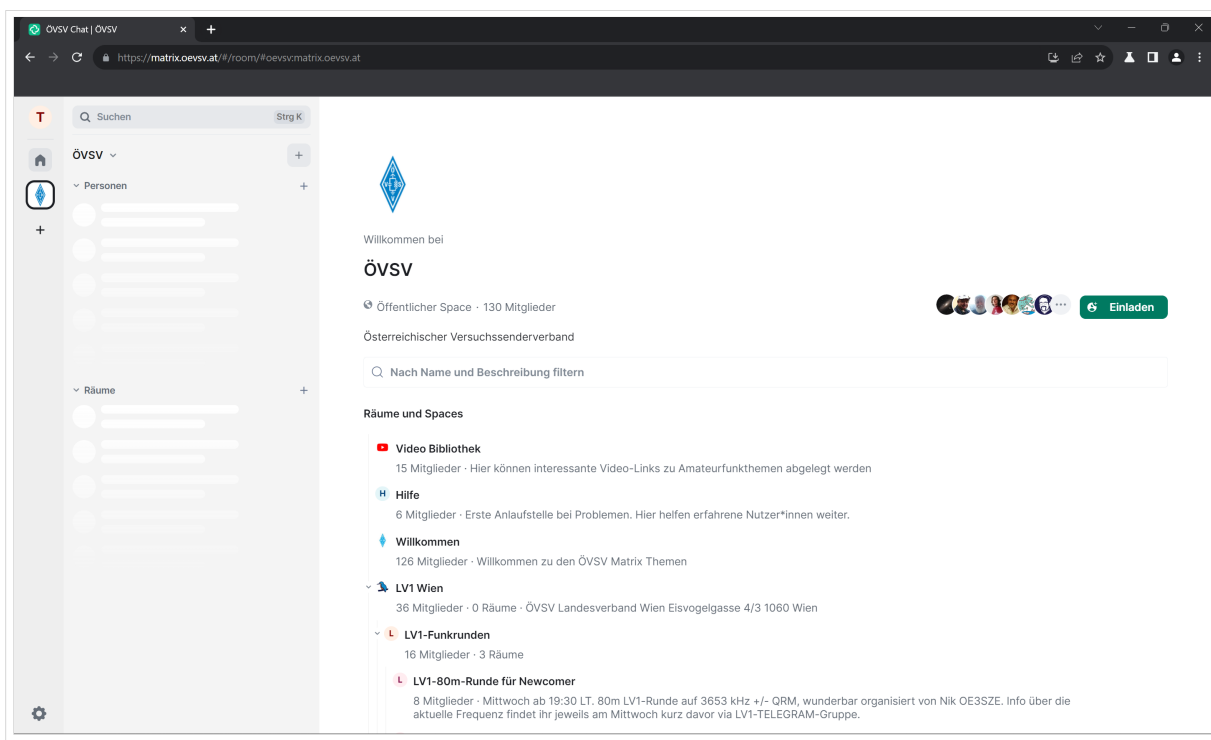 ÖVSV Chat | ÖVSV
https://matrix.oevsv.at/#/room/#oevsv:matrix.oevsv.at
T
Suchen
Strg K
ÖVSV
Personen
Räume
Willkommen bei
ÖVSV
Öffentlicher Space · 130 Mitglieder
Einladen
Österreichischer Versuchssenderverband
Nach Name und Beschreibung filtern
Räume und Spaces
Video Bibliothek
15 Mitglieder · Hier können interessante Video-Links zu Amateurfunkthemen abgelegt werden
H Hilfe
6 Mitglieder · Erste Anlaufstelle bei Problemen. Hier helfen erfahrene Nutzer*innen weiter.
Willkommen
126 Mitglieder · Willkommen zu den ÖVSV Matrix Themen
LV1 Wien
36 Mitglieder · 0 Räume · ÖVSV Landesverband Wien Eisvogelgasse 4/3 1060 Wien
L LV1-Funkrunden
16 Mitglieder · 3 Räume
L LV1-80m-Runde für Newcomer
8 Mitglieder · Mittwoch ab 19:30 LT. 80m LV1-Runde auf 3653 kHz +/- QRM, wunderbar organisiert von Nik OE3SZE. Info über die
aktuelle Frequenz findet ihr jeweils am Mittwoch kurz davor via LV1-TELEGRAM-Gruppe.